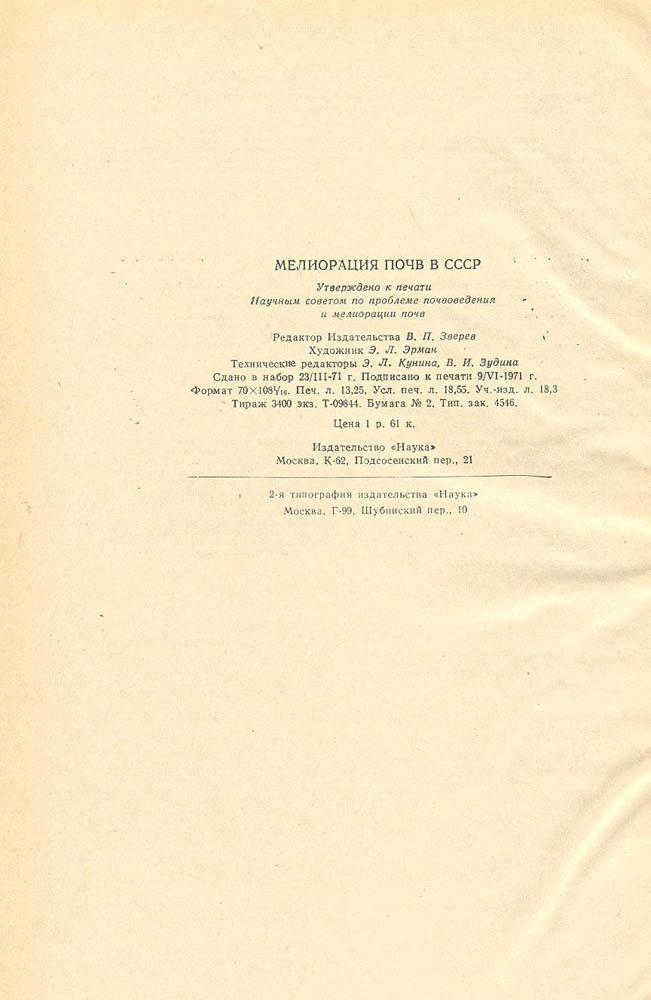 МЕЛИОРАЦИЯ ПОЧВ В СССР
Утверждено к печати
Научным советом по проблеме почвоведения
и мелиорации почв
Редактор Издательства В. П. Зверев
Художник Э. Л. Эрман
Технические редакторы Э. Л. Кунина, В. И. Зудина
Сдано в набор 23/III-71 г. Подписано к печати 9/VI-1971 г.
Формат 70×108¹/₁₆. Печ. л. 13,25. Усл. печ. л. 18,55. Уч.-изд. л. 18,3
Тираж 3400 экз. Т-09844. Бумага № 2. Тип. зак. 4546.
Цена 1 р. 61 к.
Издательство «Наука»
Москва, К-62, Подсосенский пер., 21
2-я типография издательства «Наука»
Москва, Г-99, Шубинский пер., 10